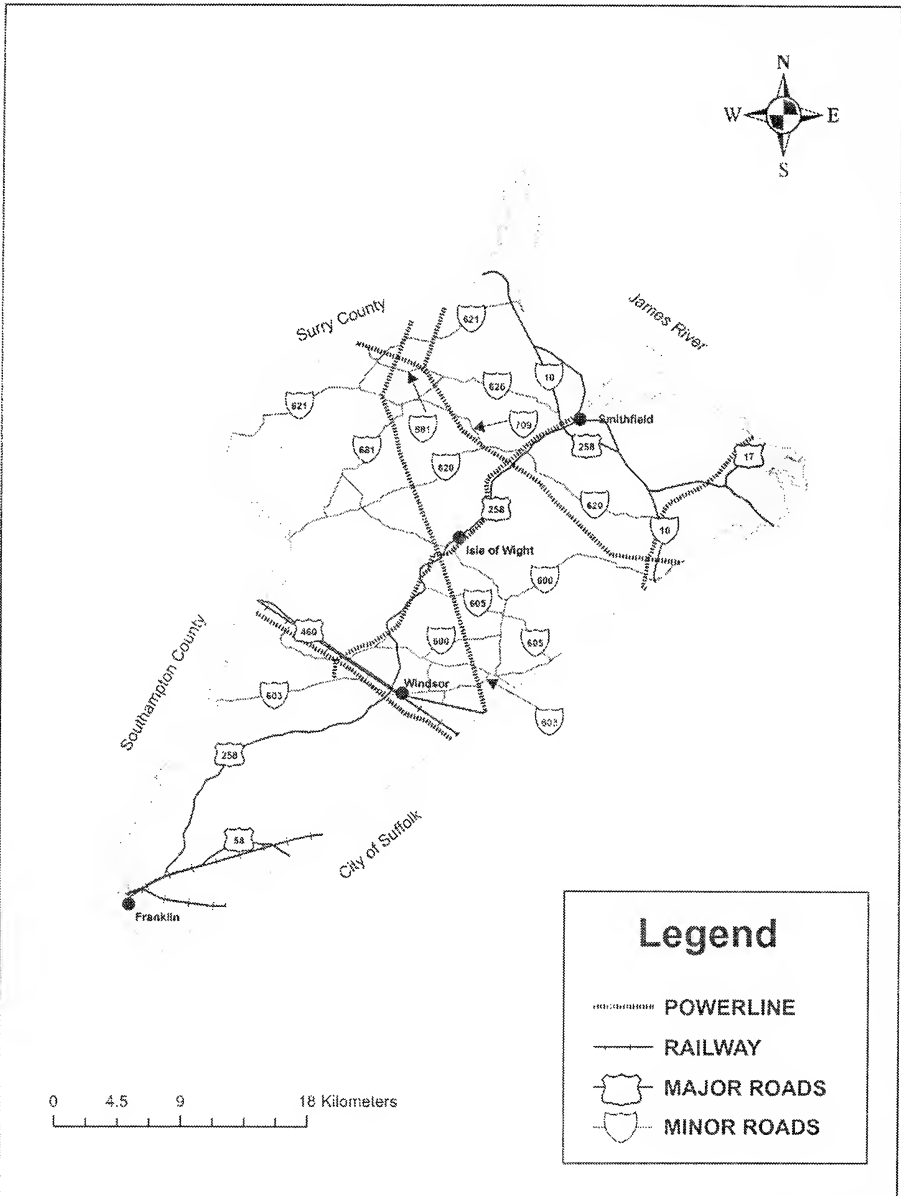 N
W E
S
James River
Surry County
621
10
626
621
681
709
Smithfield
681
258
17
620
258
620
10
Isle of Wight
600
605
460
600
605
Southampton County
603
Windsor
603
258
58
City of Suffolk
Franklin
Legend
POWERLINE
RAILWAY
MAJOR ROADS
MINOR ROADS
0 4.5 9 18 Kilometers